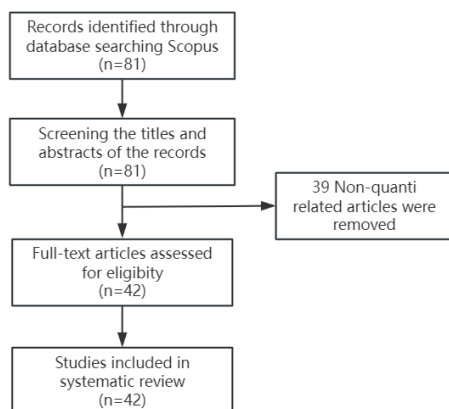 Records identified through
database searching Scopus
(n=81)
Screening the titles and
abstracts of the records
(n=81)
39 Non-quanti
related articles were
removed
Full-text articles assessed
for eligibity
(n=42)
Studies included in
systematic review
(n=42)